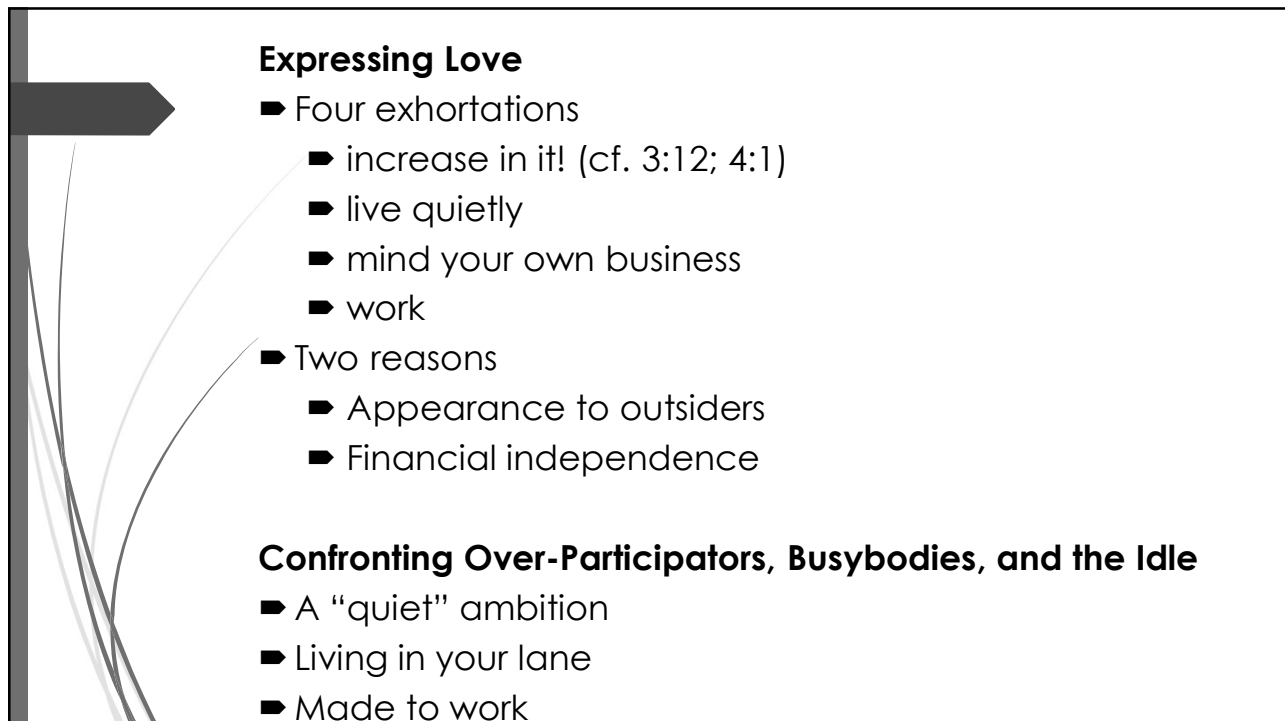 Expressing Love
Four exhortations
increase in it! (cf. 3:12; 4:1)
live quietly
mind your own business
work
Two reasons
Appearance to outsiders
Financial independence
Confronting Over-Participators, Busybodies, and the Idle
A “quiet” ambition
Living in your lane
Made to work